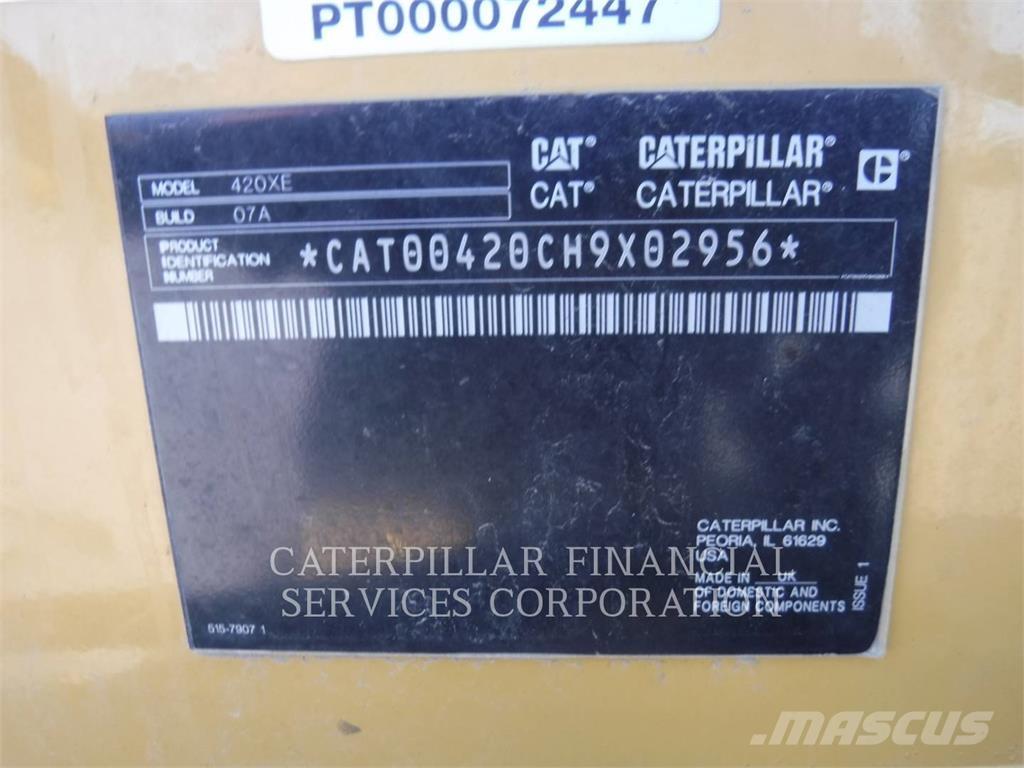 PT000072447
CAT® CATERPILLAR®
CAT® CATERPILLAR®
MODEL 420XE
BUILD 07A
PRODUCT
IDENTIFICATION
NUMBER
*CAT00420CH9X02956*
CATERPILLAR INC.
PEORIA, IL 61629
USA
MADE IN UK
OF DOMESTIC AND
FOREIGN COMPONENTS
ISSUE 1
515-7907 1
CATERPILLAR FINANCIAL
SERVICES CORPORATION
MASCUS